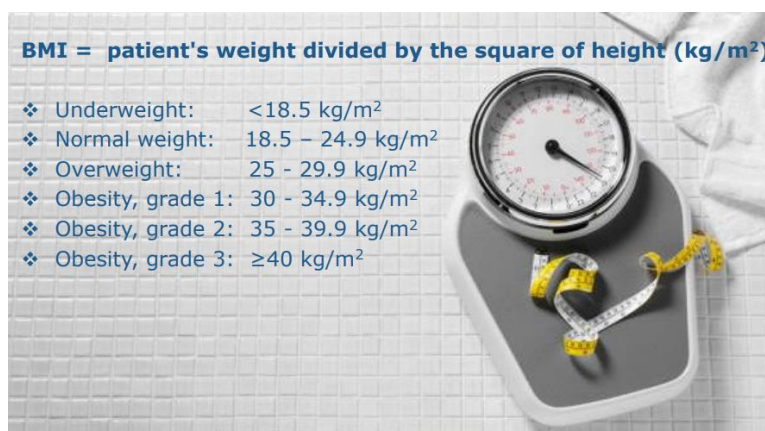 BMI = patient's weight divided by the square of height (kg/m²)
❖ Underweight: <18.5 kg/m²
❖ Normal weight: 18.5 – 24.9 kg/m²
❖ Overweight: 25 - 29.9 kg/m²
❖ Obesity, grade 1: 30 - 34.9 kg/m²
❖ Obesity, grade 2: 35 - 39.9 kg/m²
❖ Obesity, grade 3: ≥40 kg/m²